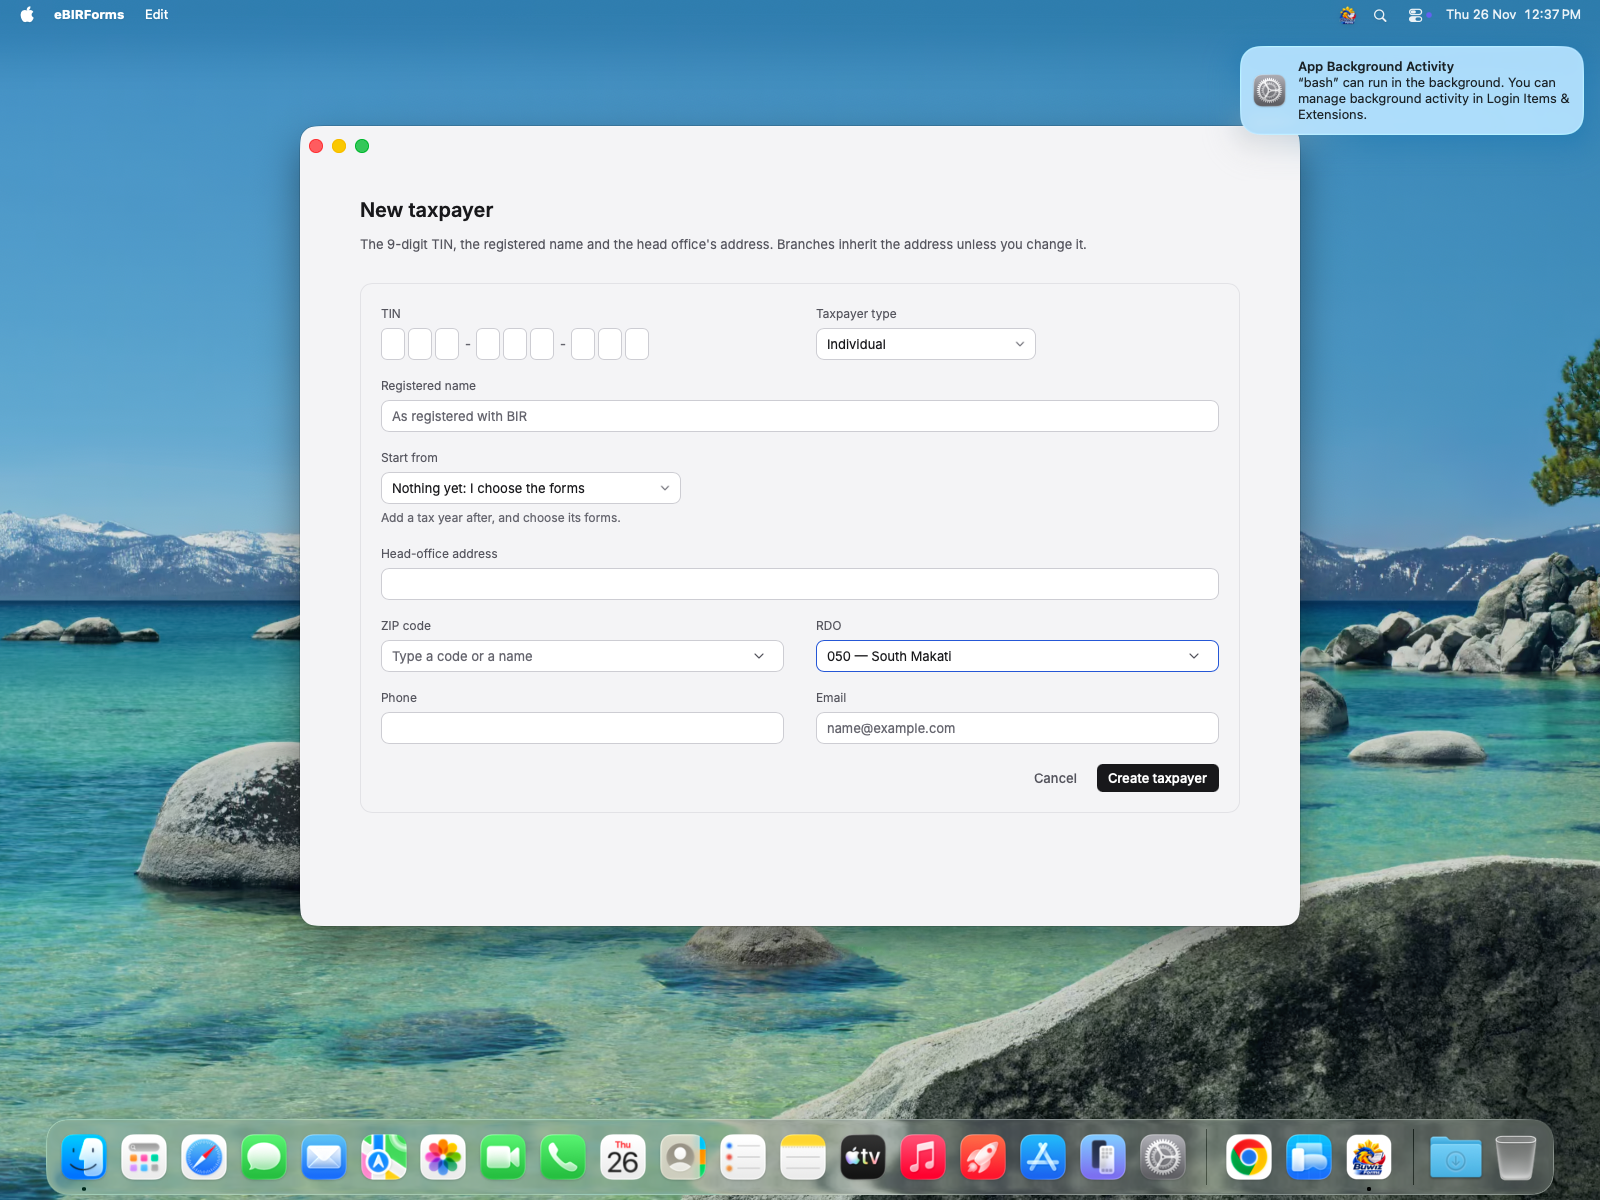 eBIRForms Edit
Thu 26 Nov 12:37 PM
App Background Activity
“bash” can run in the background. You can
manage background activity in Login Items &
Extensions.
New taxpayer
The 9-digit TIN, the registered name and the head office's address. Branches inherit the address unless you change it.
TIN
Taxpayer type
- -
Individual
Registered name
As registered with BIR
Start from
Nothing yet: I choose the forms
Add a tax year after, and choose its forms.
Head-office address
ZIP code
RDO
Type a code or a name
050 — South Makati
Phone
Email
name@example.com
Cancel
Create taxpayer
Thu
26
tv
BUWIZ